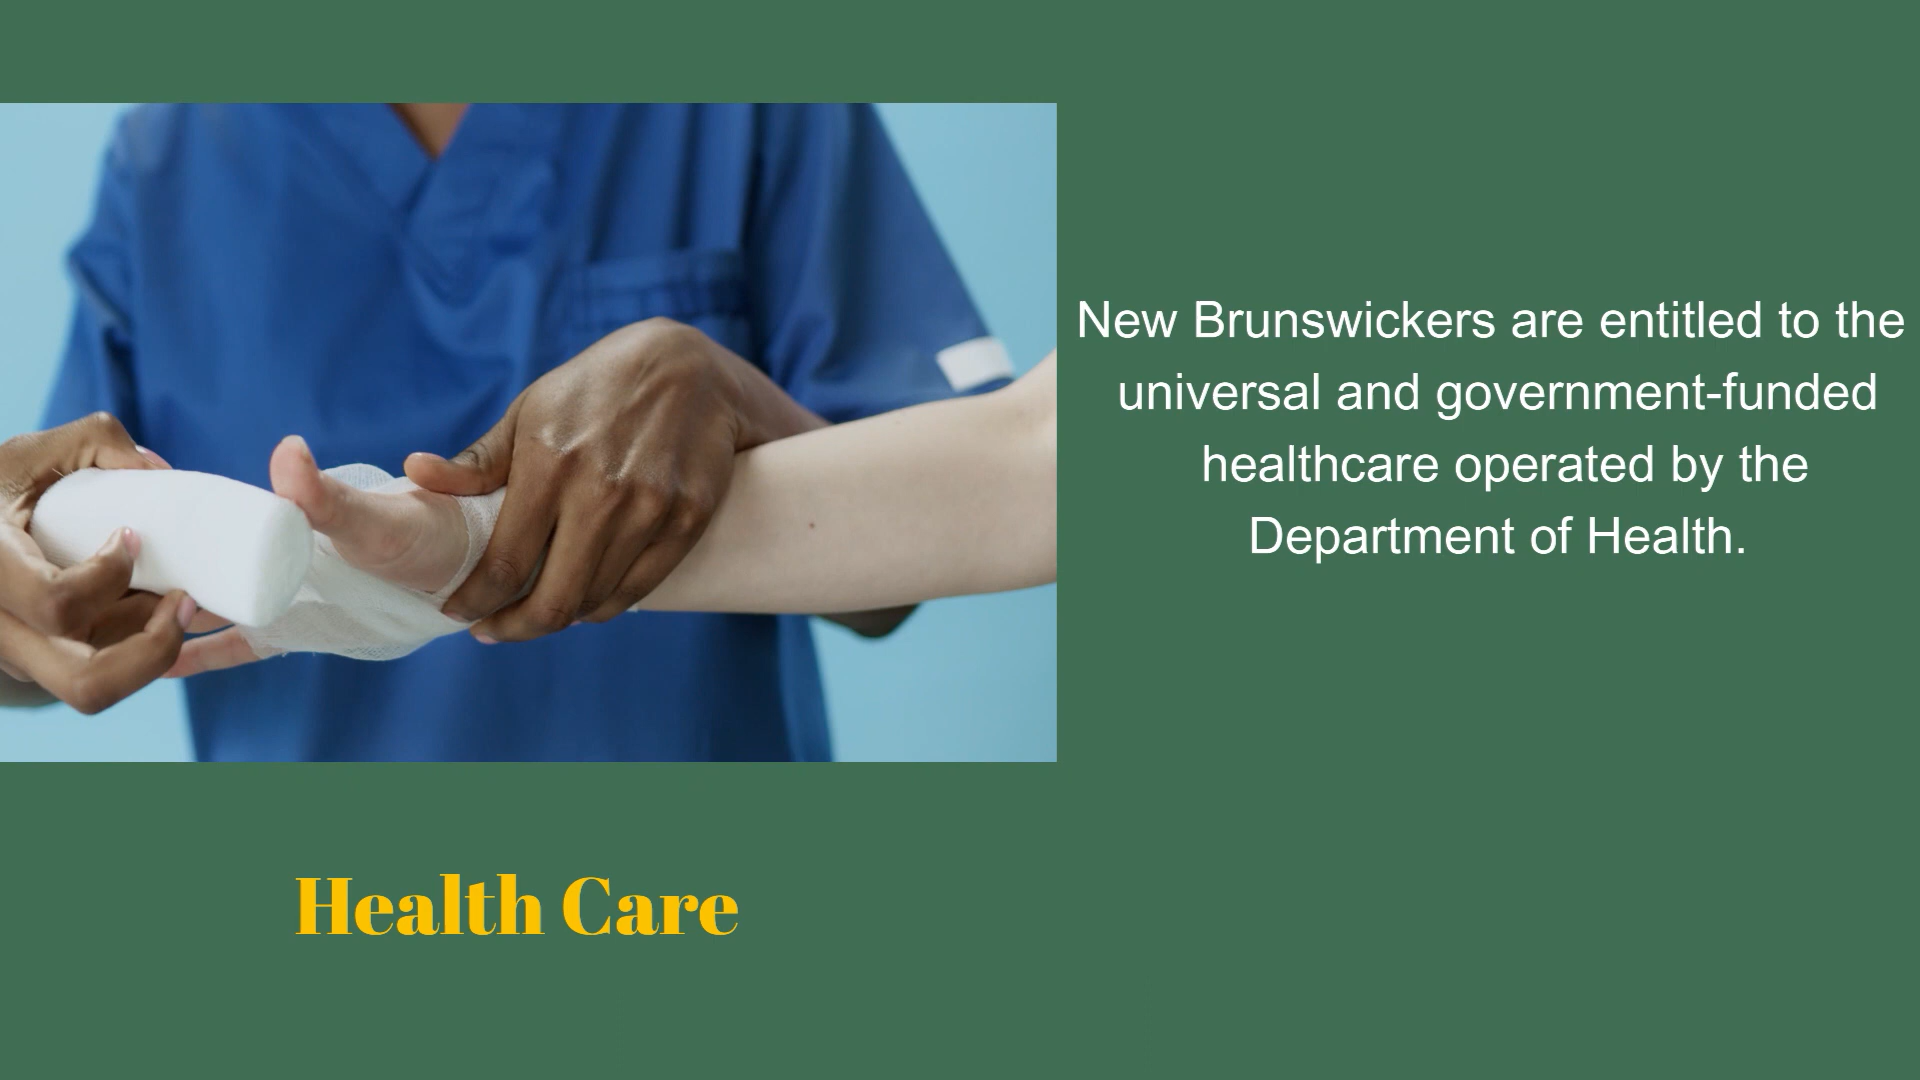 New Brunswickers are entitled to the
universal and government-funded
healthcare operated by the
Department of Health.
Health Care